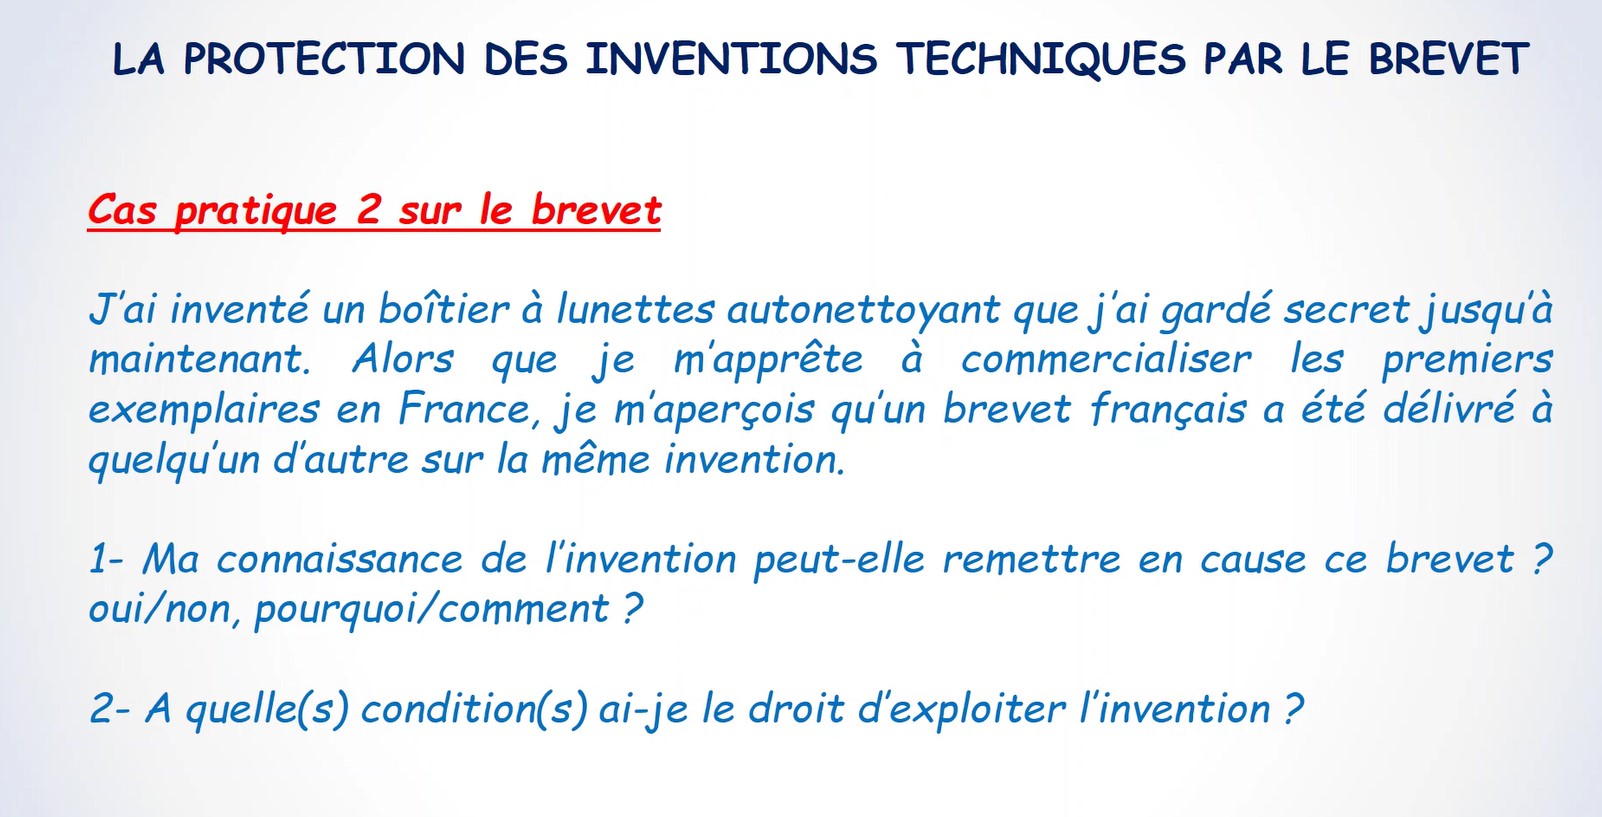 LA PROTECTION DES INVENTIONS TECHNIQUES PAR LE BREVET
Cas pratique 2 sur le brevet
J'ai inventé un boîtier à lunettes autonettoyant que j'ai gardé secret jusqu'à
maintenant. Alors que je m'apprête à commercialiser les premiers
exemplaires en France, je m'aperçois qu'un brevet français a été délivré à
quelqu'un d'autre sur la même invention.
1- Ma connaissance de l'invention peut-elle remettre en cause ce brevet ?
oui/non, pourquoi/comment ?
2- A quelle(s) condition(s) ai-je le droit d'exploiter l'invention ?